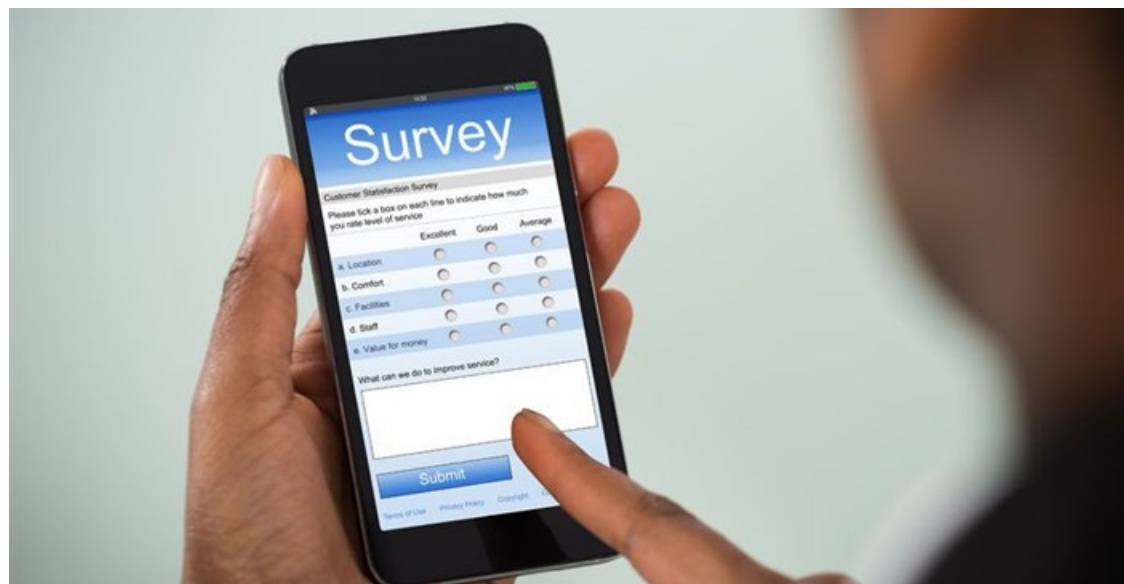 Survey
Customer Statisfaction Survey
Please tick a box on each line to indicate how much
you rate level of service
Excellent Good Average
a. Location
b. Comfort
c. Facilities
d. Staff
e. Value for money
What can we do to improve service?
Submit
Terms of Use Privacy Policy Copyright